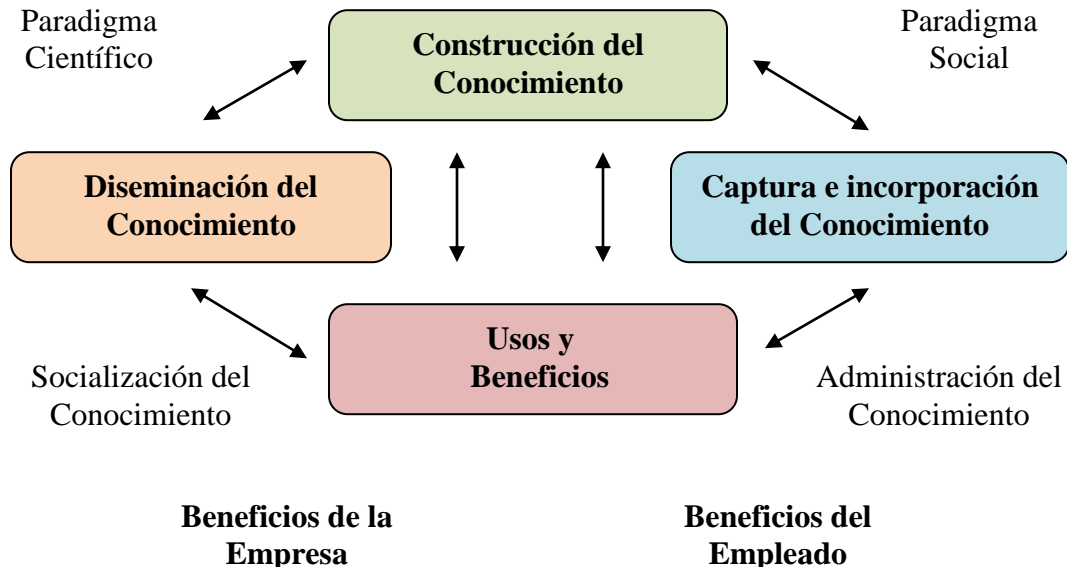 Paradigma
Científico
Construcción del
Conocimiento
Paradigma
Social
Diseminación del
Conocimiento
Captura e incorporación
del Conocimiento
Usos y
Beneficios
Socialización del
Conocimiento
Administración del
Conocimiento
Beneficios de la
Empresa
Beneficios del
Empleado